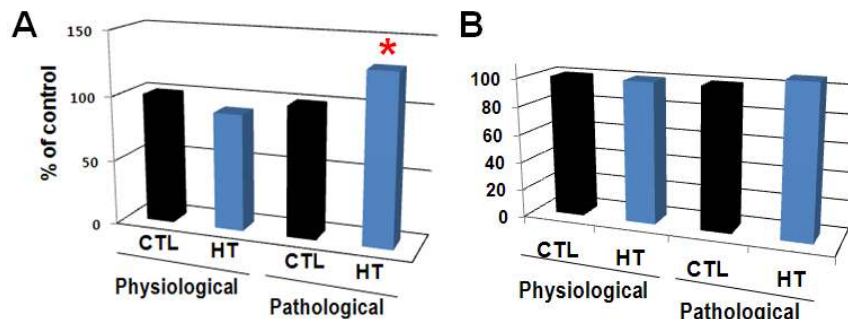 A
% of control
150
100
50
0
*
CTL
HT
CTL
HT
Physiological
Pathological
B
100
80
60
40
20
0
CTL
HT
CTL
HT
Physiological
Pathological